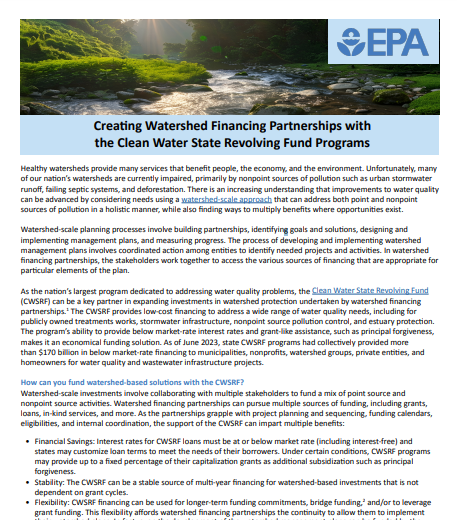 EPA
Creating Watershed Financing Partnerships with
the Clean Water State Revolving Fund Programs
Healthy watersheds provide many services that benefit people, the economy, and the environment. Unfortunately, many
of our nation's watersheds are currently impaired, primarily by nonpoint sources of pollution such as urban stormwater
runoff, failing septic systems, and deforestation. There is an increasing understanding that improvements to water quality
can be advanced by considering needs using a watershed-scale approach that can address both point and nonpoint
sources of pollution in a holistic manner, while also finding ways to multiply benefits where opportunities exist.
Watershed-scale planning processes involve building partnerships, identifying goals and solutions, designing and
implementing management plans, and measuring progress. The process of developing and implementing watershed
management plans involves coordinated action among entities to identify needed projects and activities. In watershed
financing partnerships, the stakeholders work together to access the various sources of financing that are appropriate for
particular elements of the plan.
As the nation's largest program dedicated to addressing water quality problems, the Clean Water State Revolving Fund
(CWSRF) can be a key partner in expanding investments in watershed protection undertaken by watershed financing
partnerships.¹ The CWSRF provides low-cost financing to address a wide range of water quality needs, including for
publicly owned treatments works, stormwater infrastructure, nonpoint source pollution control, and estuary protection.
The program's ability to provide below market-rate interest rates and grant-like assistance, such as principal forgiveness,
makes it an economical funding solution. As of June 2023, state CWSRF programs had collectively provided more
than $170 billion in below market-rate financing to municipalities, nonprofits, watershed groups, private entities, and
homeowners for water quality and wastewater infrastructure projects.
How can you fund watershed-based solutions with the CWSRF?
Watershed-scale investments involve collaborating with multiple stakeholders to fund a mix of point source and
nonpoint source activities. Watershed financing partnerships can pursue multiple sources of funding, including grants,
loans, in-kind services, and more. As the partnerships grapple with project planning and sequencing, funding calendars,
eligibilities, and internal coordination, the support of the CWSRF can impart multiple benefits:
• Financial Savings: Interest rates for CWSRF loans must be at or below market rate (including interest-free) and
states may customize loan terms to meet the needs of their borrowers. Under certain conditions, CWSRF programs
may provide up to a fixed percentage of their capitalization grants as additional subsidization such as principal
forgiveness.
• Stability: The CWSRF can be a stable source of multi-year financing for watershed-based investments that is not
dependent on grant cycles.
• Flexibility: CWSRF financing can be used for longer-term funding commitments, bridge funding,² and/or to leverage
grant funding. This flexibility affords watershed financing partnerships the continuity to allow them to implement